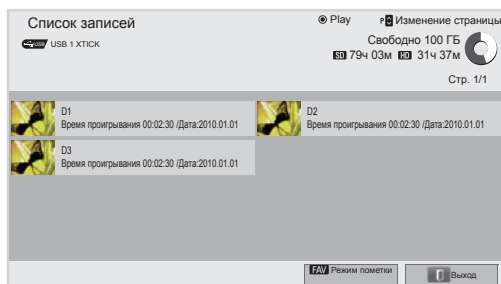 Список записей
Play
P Изменение страницы
USB USB 1 XTICK
Свободно 100 ГБ
SD 79ч 03м HD 31ч 37м
Стр. 1/1
D1
Время проигрывания 00:02:30 /Дата:2010.01.01
D2
Время проигрывания 00:02:30 /Дата:2010.01.01
D3
Время проигрывания 00:02:30 /Дата:2010.01.01
FAV Режим пометки
Выход